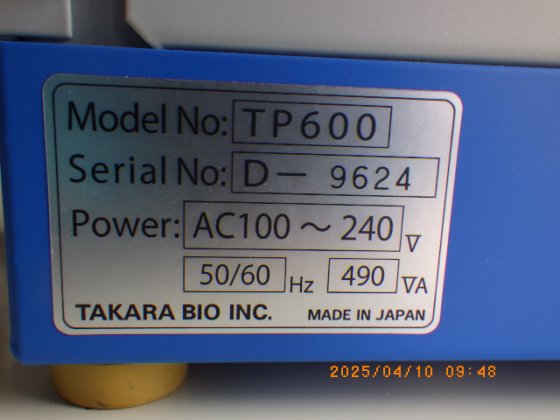 Model No: TP600
Serial No: D— 9624
Power: AC100～240 V
50/60 Hz 490 VA
TAKARA BIO INC. MADE IN JAPAN
2025/04/10 09:48